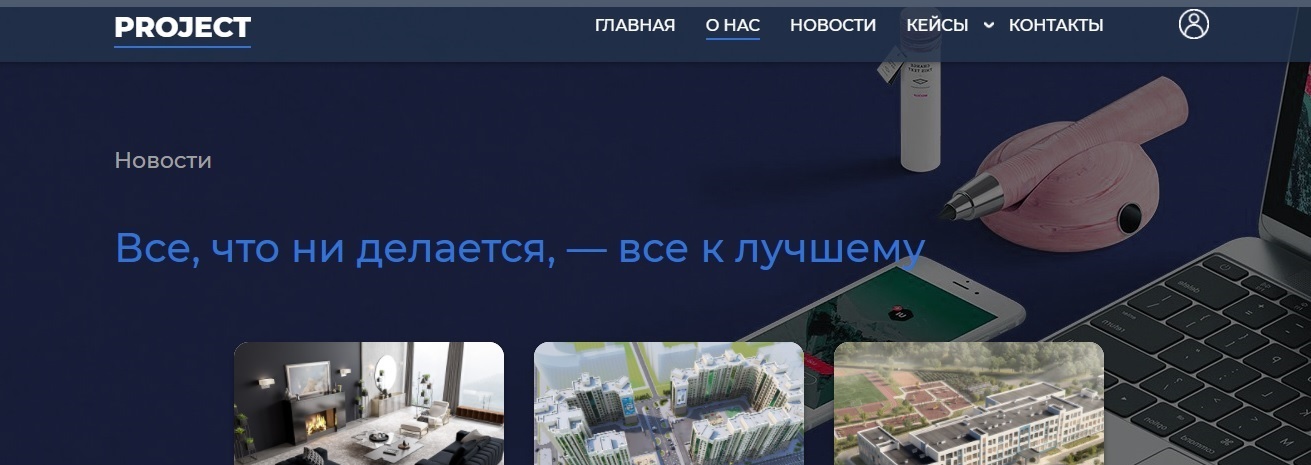 PROJECT
ГЛАВНАЯ О НАС НОВОСТИ КЕЙСЫ КОНТАКТЫ
Новости
Все, что ни делается, — все к лучшему